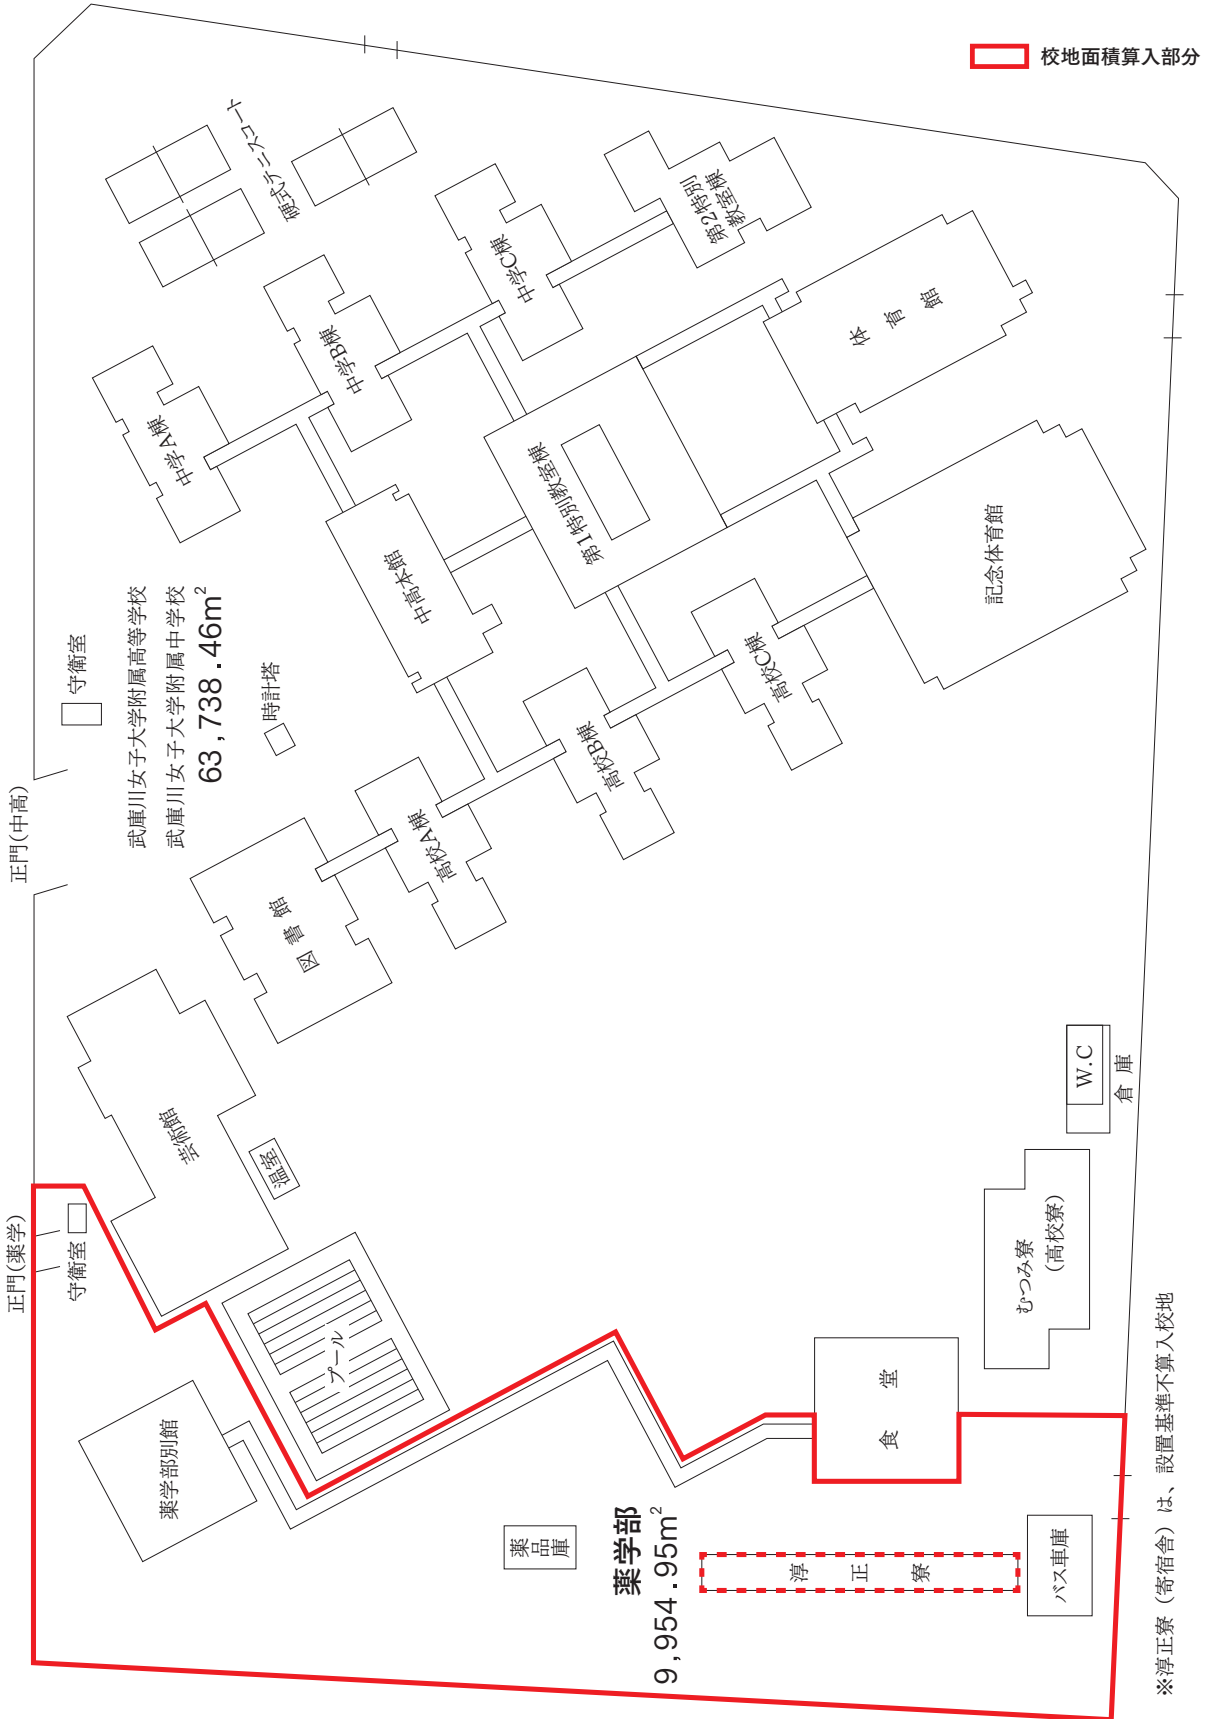 校地面積算入部分
硬式テニスコート
第2特別
教室棟
中学C棟
中学B棟
中学A棟
体育館
第1特別教室棟
中高本館
記念体育館
武庫川女子大学附属高等学校
武庫川女子大学附属中学校
63,738.46m²
守衛室
時計塔
高校C棟
高校B棟
高校A棟
正門(中高)
図書館
芸術館
温室
W.C
倉庫
正門(薬学)
守衛室
プール
むつみ寮
(高校寮)
食堂
薬学部別館
薬品庫
薬学部
9,954.95m²
淳正寮
バス車庫
※淳正寮(寄宿舎)は、設置基準不算入校地